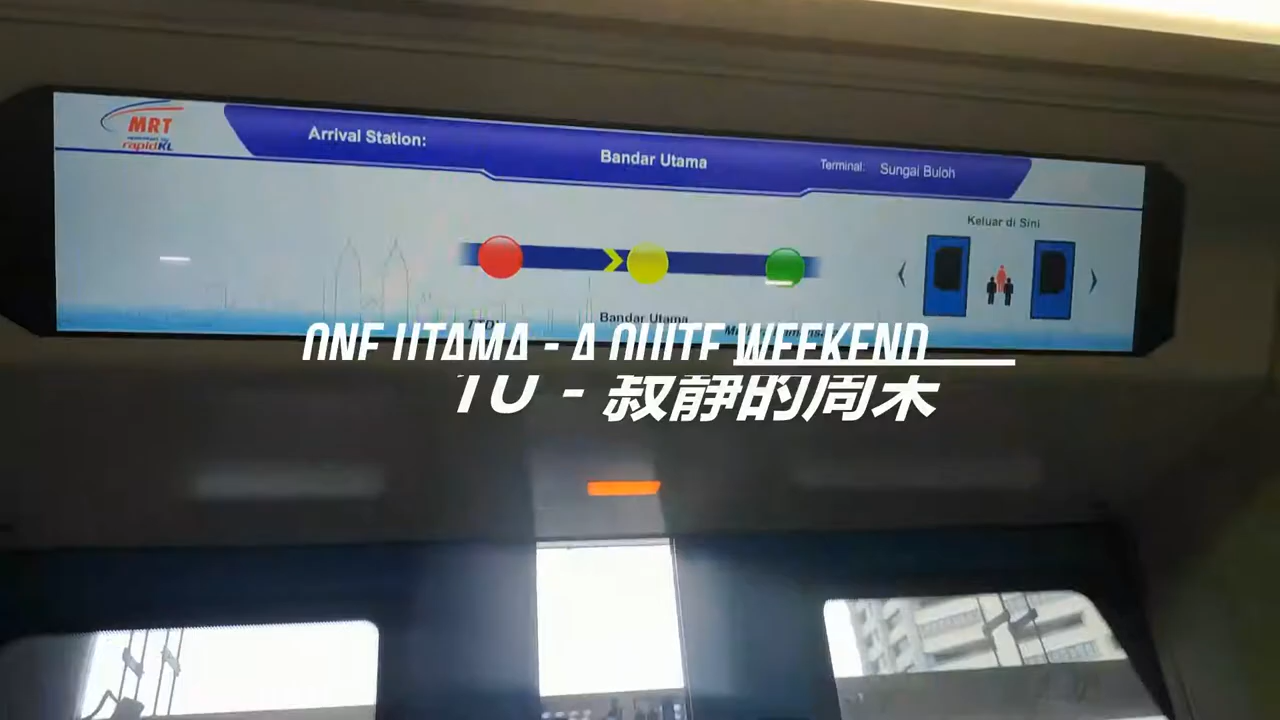 MRT
rapidKL
Arrival Station:
Bandar Utama
Terminal: Sungai Buloh
Keluar di Sini
Bandar Utama
ONE UTAMA - A QUITE WEEKEND
1U - 寂靜的周末